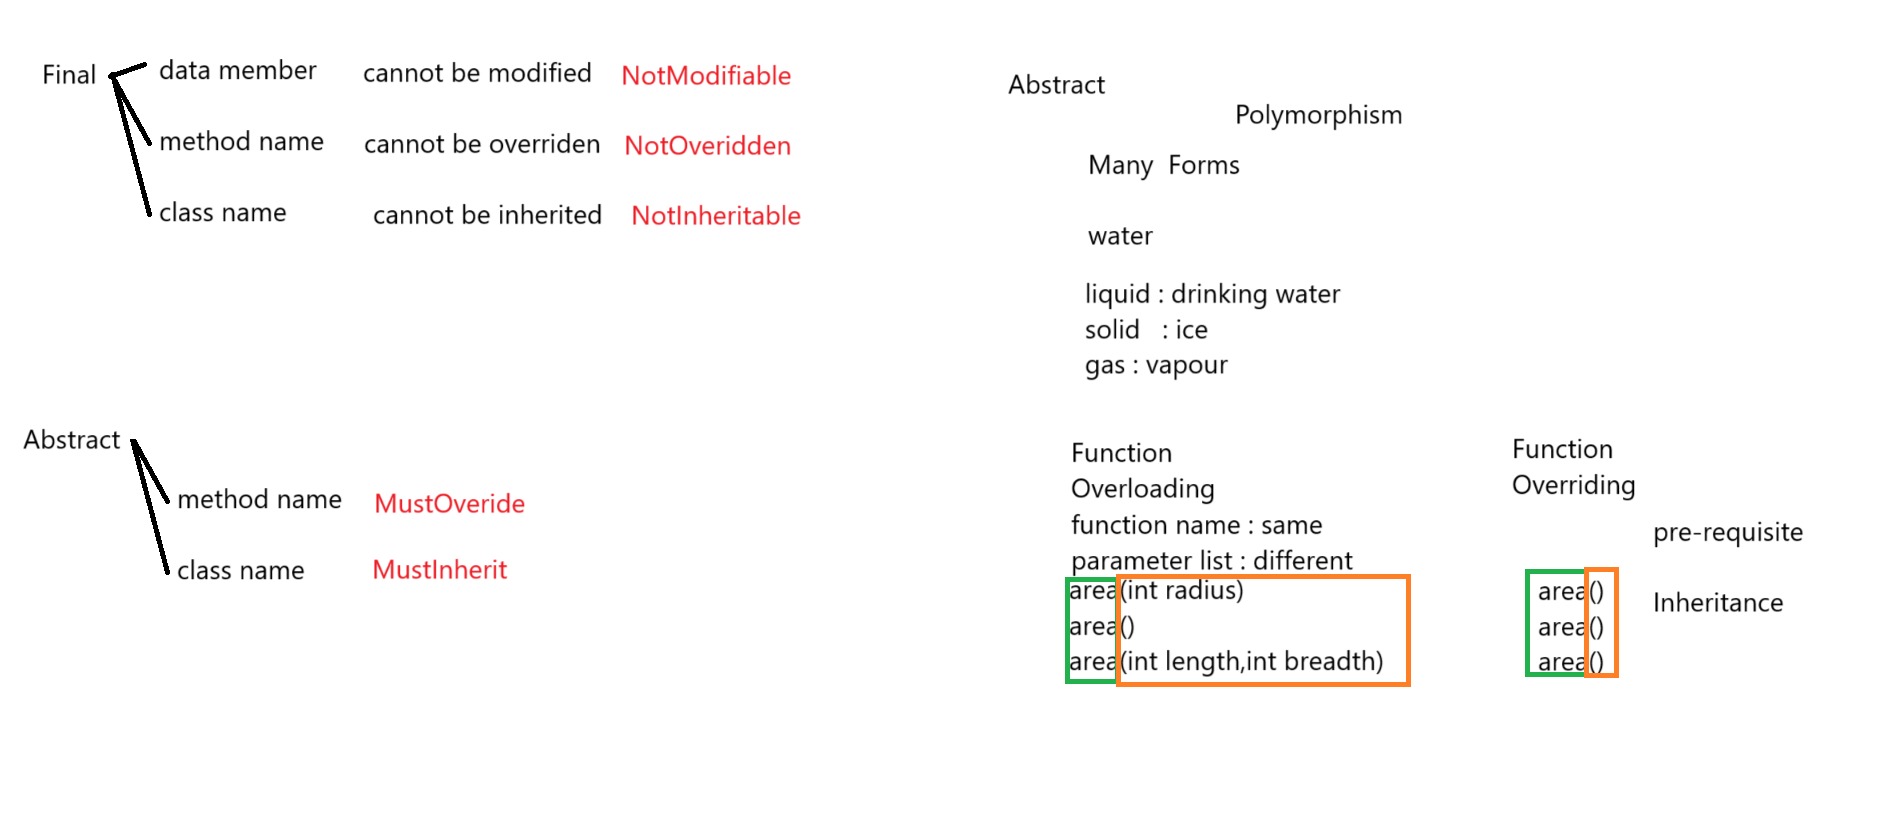 Final
data member cannot be modified NotModifiable
method name cannot be overriden NotOveridden
class name cannot be inherited NotInheritable
Abstract
method name MustOveride
class name MustInherit
Abstract
Polymorphism
Many Forms
water
liquid : drinking water
solid : ice
gas : vapour
Function
Overloading
function name : same
parameter list : different
area(int radius)
area()
area(int length,int breadth)
Function
Overriding
pre-requisite
Inheritance
area()
area()
area()